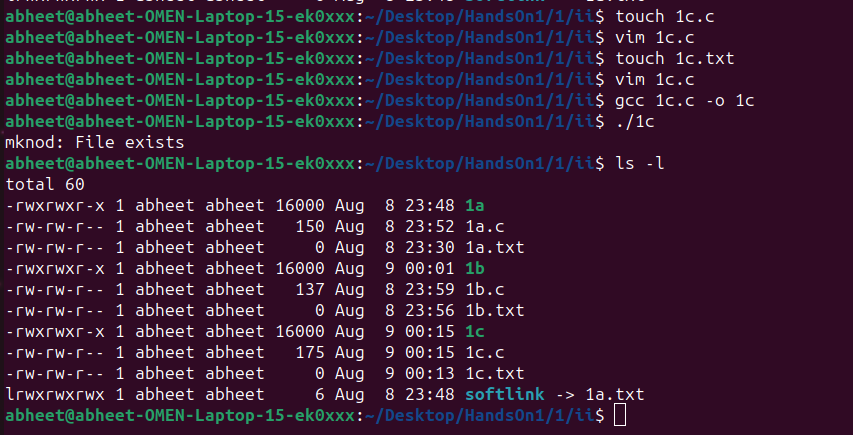 abheet@abheet-OMEN-Laptop-15-ek0xxx:~/Desktop/HandsOn1/1/ii$ touch 1c.c
abheet@abheet-OMEN-Laptop-15-ek0xxx:~/Desktop/HandsOn1/1/ii$ vim 1c.c
abheet@abheet-OMEN-Laptop-15-ek0xxx:~/Desktop/HandsOn1/1/ii$ touch 1c.txt
abheet@abheet-OMEN-Laptop-15-ek0xxx:~/Desktop/HandsOn1/1/ii$ vim 1c.c
abheet@abheet-OMEN-Laptop-15-ek0xxx:~/Desktop/HandsOn1/1/ii$ gcc 1c.c -o 1c
abheet@abheet-OMEN-Laptop-15-ek0xxx:~/Desktop/HandsOn1/1/ii$ ./1c
mknod: File exists
abheet@abheet-OMEN-Laptop-15-ek0xxx:~/Desktop/HandsOn1/1/ii$ ls -l
total 60
-rwxrwxr-x 1 abheet abheet 16000 Aug  8 23:48 1a
-rw-rw-r-- 1 abheet abheet   150 Aug  8 23:52 1a.c
-rw-rw-r-- 1 abheet abheet     0 Aug  8 23:30 1a.txt
-rwxrwxr-x 1 abheet abheet 16000 Aug  9 00:01 1b
-rw-rw-r-- 1 abheet abheet   137 Aug  8 23:59 1b.c
-rw-rw-r-- 1 abheet abheet     0 Aug  8 23:56 1b.txt
-rwxrwxr-x 1 abheet abheet 16000 Aug  9 00:15 1c
-rw-rw-r-- 1 abheet abheet   175 Aug  9 00:15 1c.c
-rw-rw-r-- 1 abheet abheet     0 Aug  9 00:13 1c.txt
lrwxrwxrwx 1 abheet abheet     6 Aug  8 23:48 softlink -> 1a.txt
abheet@abheet-OMEN-Laptop-15-ek0xxx:~/Desktop/HandsOn1/1/ii$